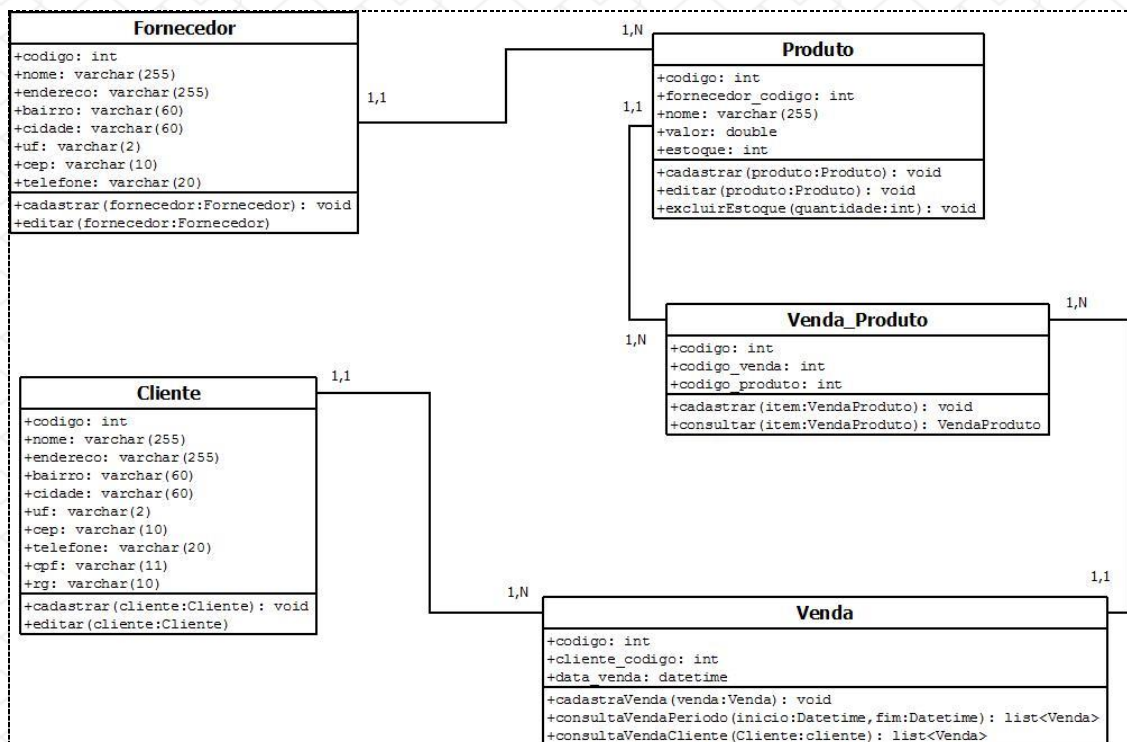 Fornecedor
+codigo: int
+nome: varchar(255)
+endereco: varchar(255)
+bairro: varchar(60)
+cidade: varchar(60)
+uf: varchar(2)
+cep: varchar(10)
+telefone: varchar(20)
+cadastrar(fornecedor:Fornecedor): void
+editar(fornecedor:Fornecedor)
1,1
1,N
Produto
+codigo: int
+fornecedor_codigo: int
+nome: varchar(255)
+valor: double
+estoque: int
+cadastrar(produto:Produto): void
+editar(produto:Produto): void
+excluirEstoque(quantidade:int): void
1,1
1,N
Venda_Produto
+codigo: int
+codigo_venda: int
+codigo_produto: int
+cadastrar(item:VendaProduto): void
+consultar(item:VendaProduto): VendaProduto
1,N
Cliente
+codigo: int
+nome: varchar(255)
+endereco: varchar(255)
+bairro: varchar(60)
+cidade: varchar(60)
+uf: varchar(2)
+cep: varchar(10)
+telefone: varchar(20)
+cpf: varchar(11)
+rg: varchar(10)
+cadastrar(cliente:Cliente): void
+editar(cliente:Cliente)
1,1
1,N
1,1
Venda
+codigo: int
+cliente_codigo: int
+data_venda: datetime
+cadastraVenda(venda:Venda): void
+consultaVendaPeriodo(inicio:Datetime,fim:Datetime): list<Venda>
+consultaVendaCliente(Cliente:cliente): list<Venda>